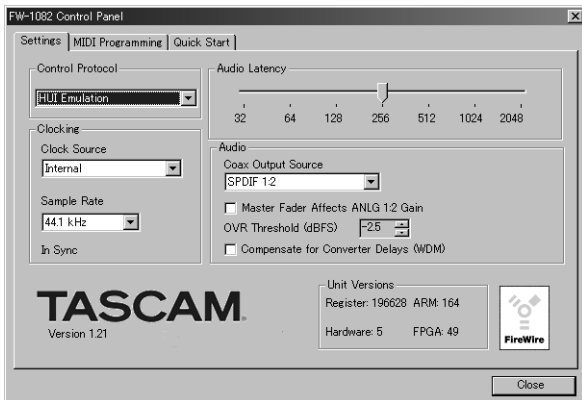 FW-1082 Control Panel
Settings MIDI Programming Quick Start
Control Protocol
HUI Emulation
Clocking
Clock Source
Internal
Sample Rate
44.1 kHz
In Sync
Audio Latency
32 64 128 256 512 1024 2048
Audio
Coax Output Source
SPDIF 1:2
Master Fader Affects ANLG 1:2 Gain
OVR Threshold (dBFS) -2.5
Compensate for Converter Delays (WDM)
TASCAM.
Version 1.21
Unit Versions
Register: 196628 ARM: 164
Hardware: 5 FPGA: 49
FireWire
Close